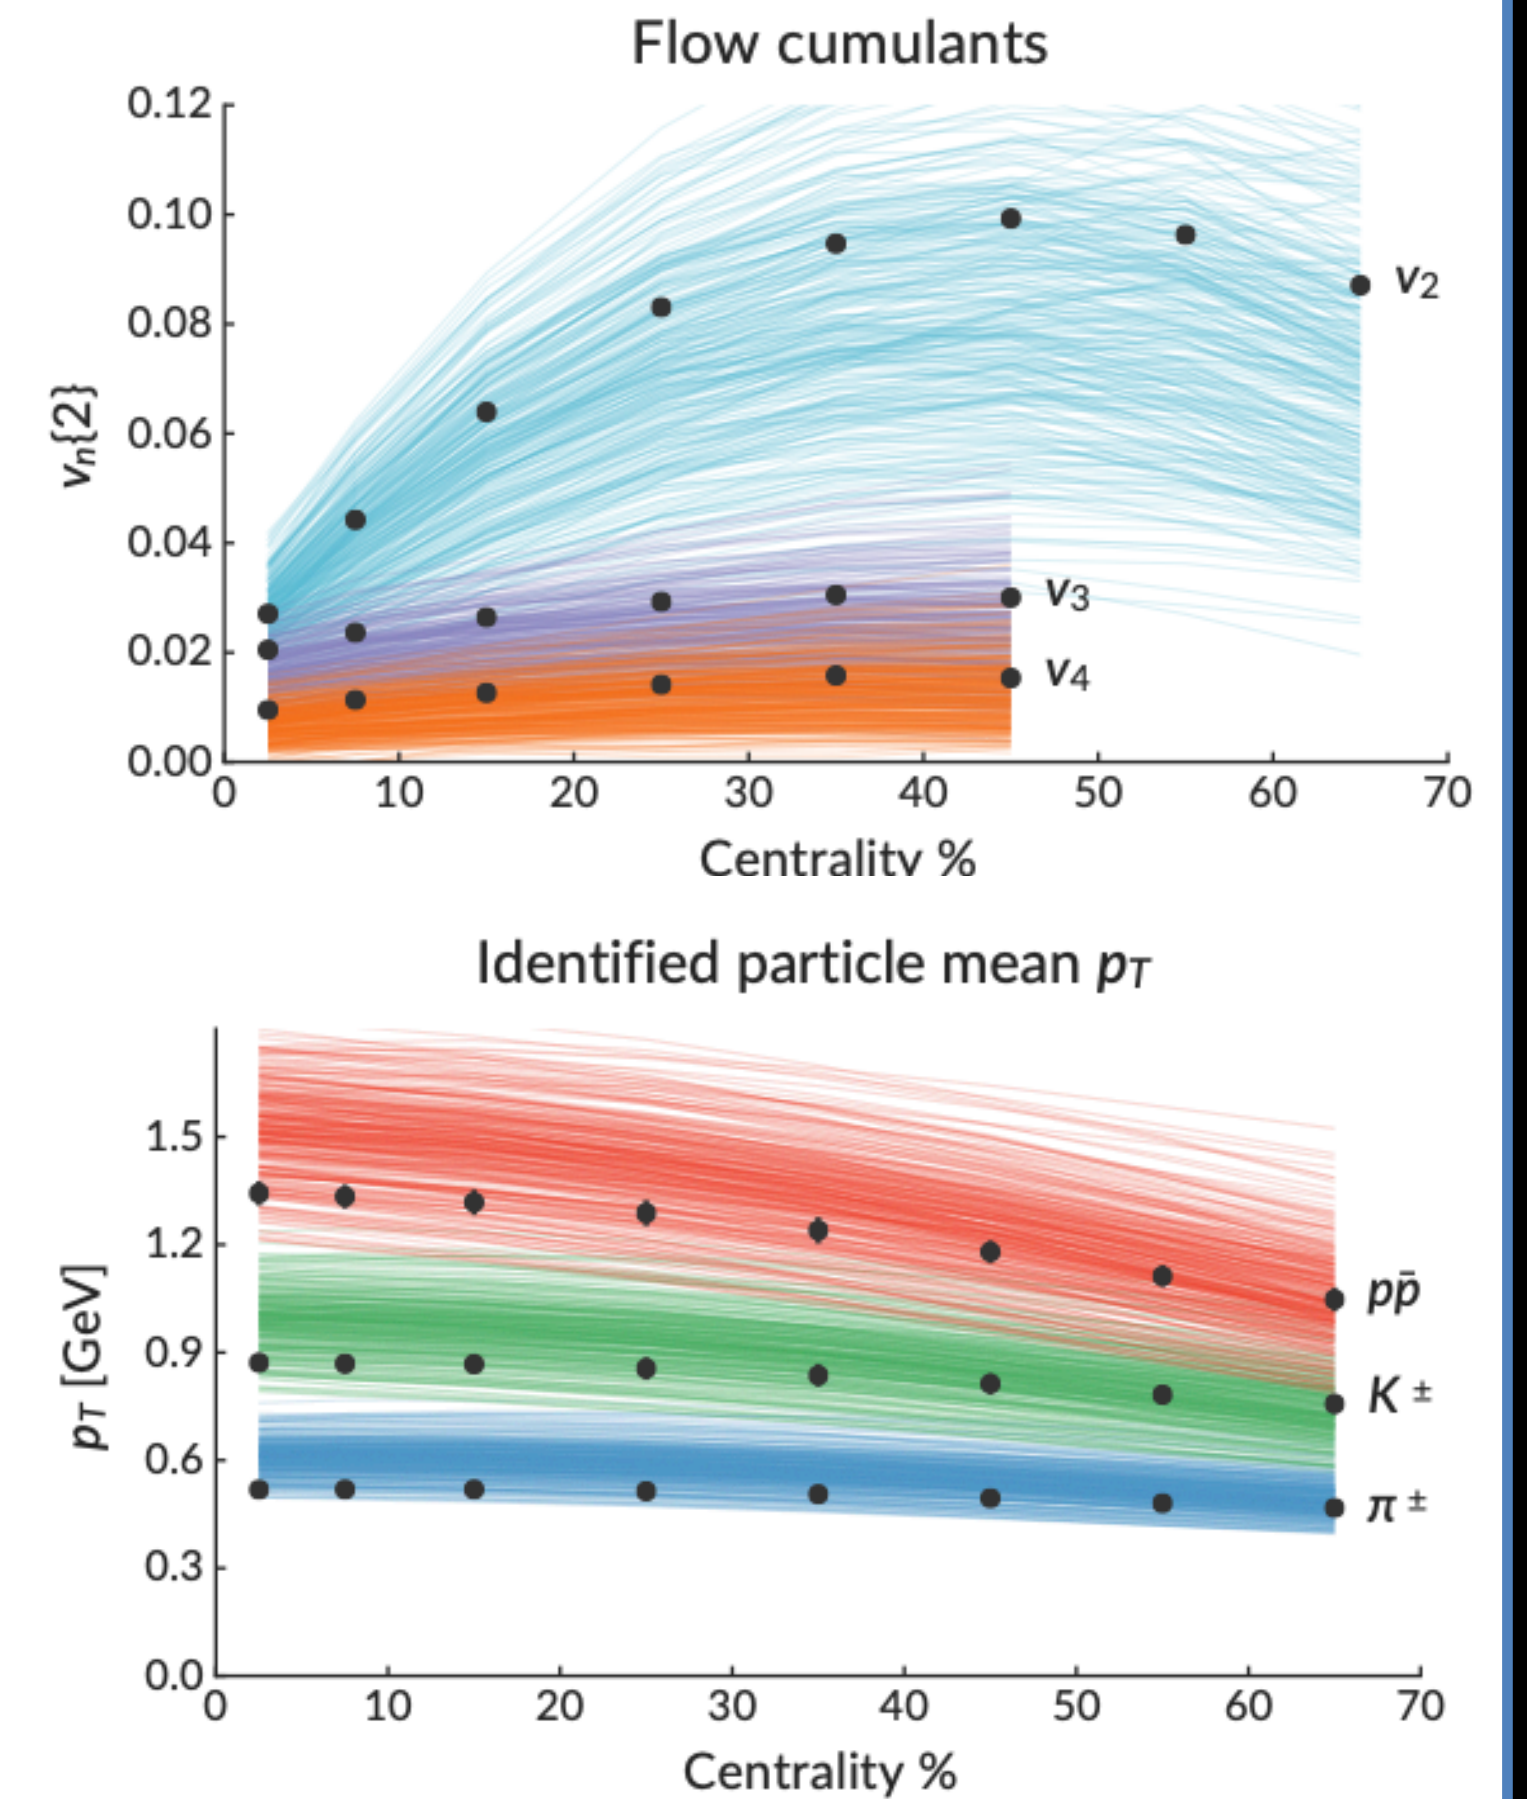 Flow cumulants
0.12
0.10
0.08
0.06
0.04
0.02
0.00
vn{2}
v2
v3
v4
0 10 20 30 40 50 60 70
Centrality %
Identified particle mean pT
1.5
1.2
0.9
0.6
0.3
0.0
pT [GeV]
pp̄
K ±
π ±
0 10 20 30 40 50 60 70
Centrality %